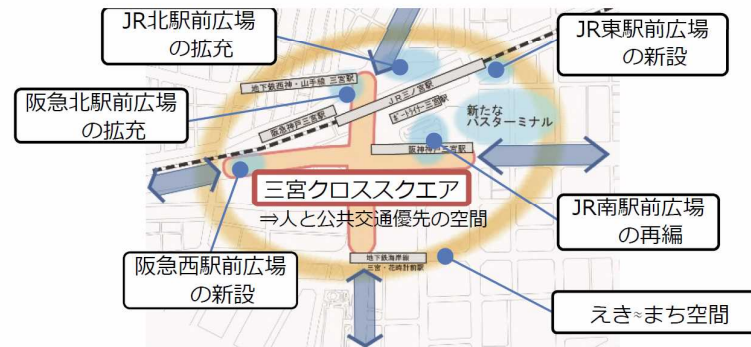 JR北駅前広場
の拡充
JR東駅前広場
の新設
地下鉄西神・山手線 三宮駅
JR三ノ宮駅
阪急北駅前広場
の拡充
ポートライナー三宮駅
新たな
バスターミナル
阪急神戸三宮駅
阪神神戸三宮駅
三宮クロススクエア
⇒人と公共交通優先の空間
JR南駅前広場
の再編
阪急西駅前広場
の新設
地下鉄海岸線
三宮・花時計前駅
えき≈まち空間